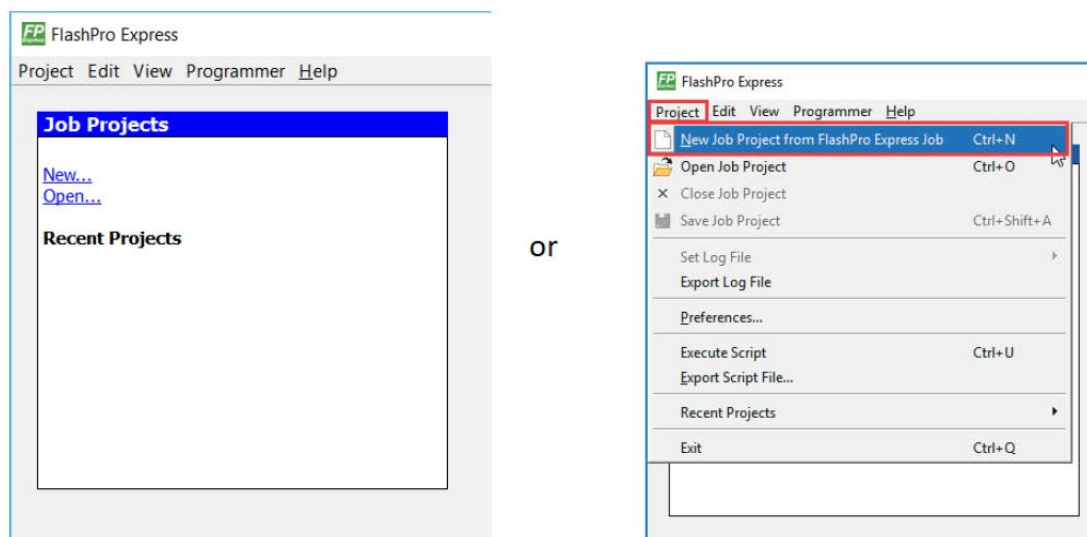 FP FlashPro Express
Project Edit View Programmer Help
Job Projects
New...
Open...
Recent Projects
or
FP FlashPro Express
Project Edit View Programmer Help
New Job Project from FlashPro Express Job Ctrl+N
Open Job Project Ctrl+O
Close Job Project
Save Job Project Ctrl+Shift+A
Set Log File
Export Log File
Preferences...
Execute Script Ctrl+U
Export Script File...
Recent Projects
Exit Ctrl+Q